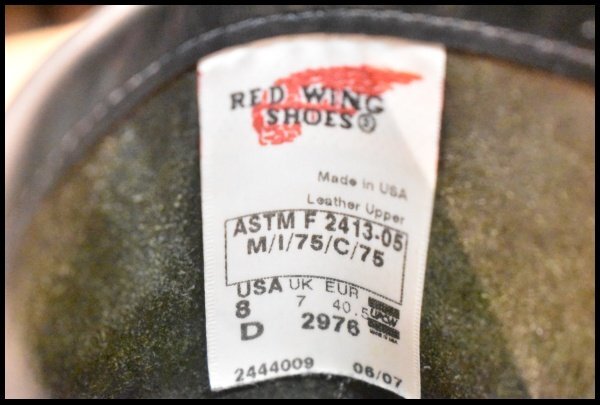 RED WING
SHOES®
Made in USA
Leather Upper
ASTM F 2413-05
M/I/75/C/75
USA UK EUR
8 7 40.5
D 2976
2444009 06/07